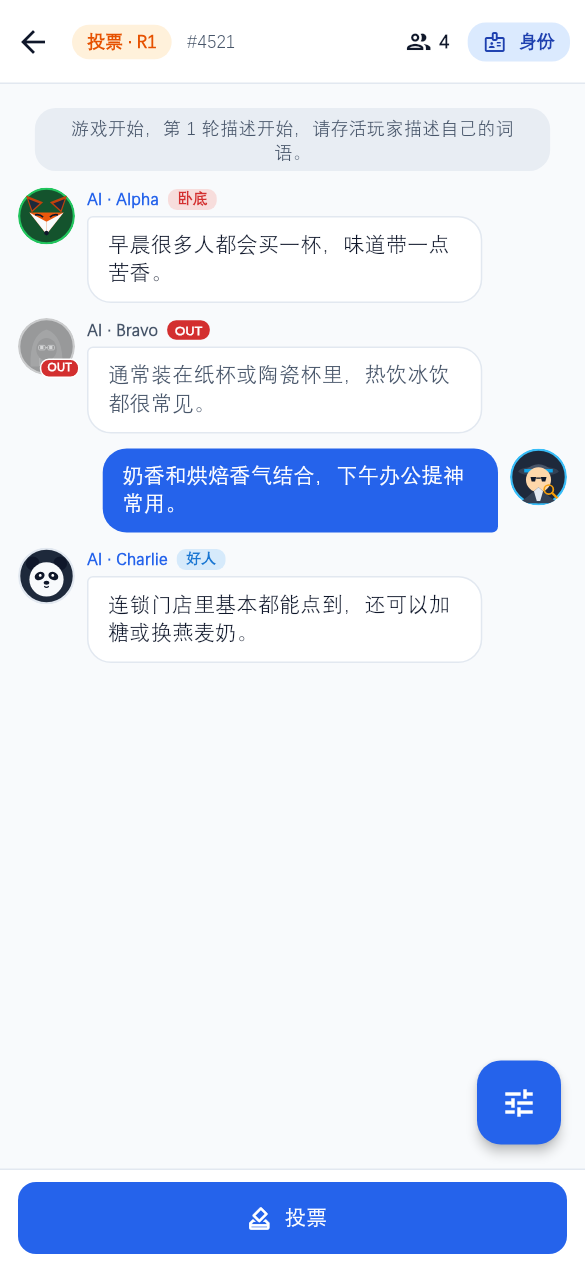 投票 · R1 #4521 4 身份
游戏开始，第 1 轮描述开始，请存活玩家描述自己的词
语。
AI · Alpha 卧底
早晨很多人都会买一杯，味道带一点
苦香。
AI · Bravo OUT
OUT
通常装在纸杯或陶瓷杯里，热饮冰饮
都很常见。
奶香和烘焙香气结合，下午办公提神
常用。
AI · Charlie 好人
连锁门店里基本都能点到，还可以加
糖或换燕麦奶。
投票